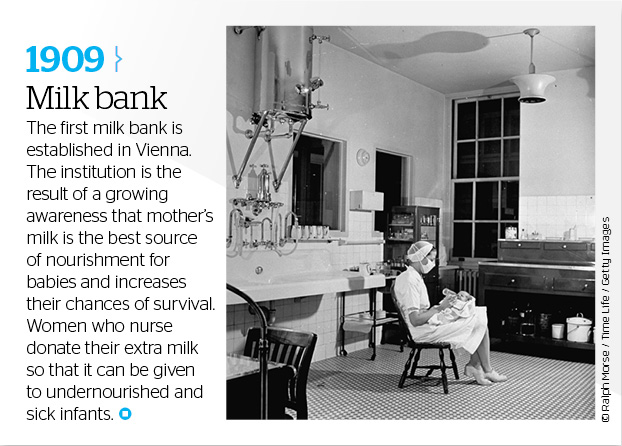 1909
Milk bank
The first milk bank is
established in Vienna.
The institution is the
result of a growing
awareness that mother's
milk is the best source
of nourishment for
babies and increases
their chances of survival.
Women who nurse
donate their extra milk
so that it can be given
to undernourished and
sick infants.
© Ralph Morse / Time Life / Getty Images